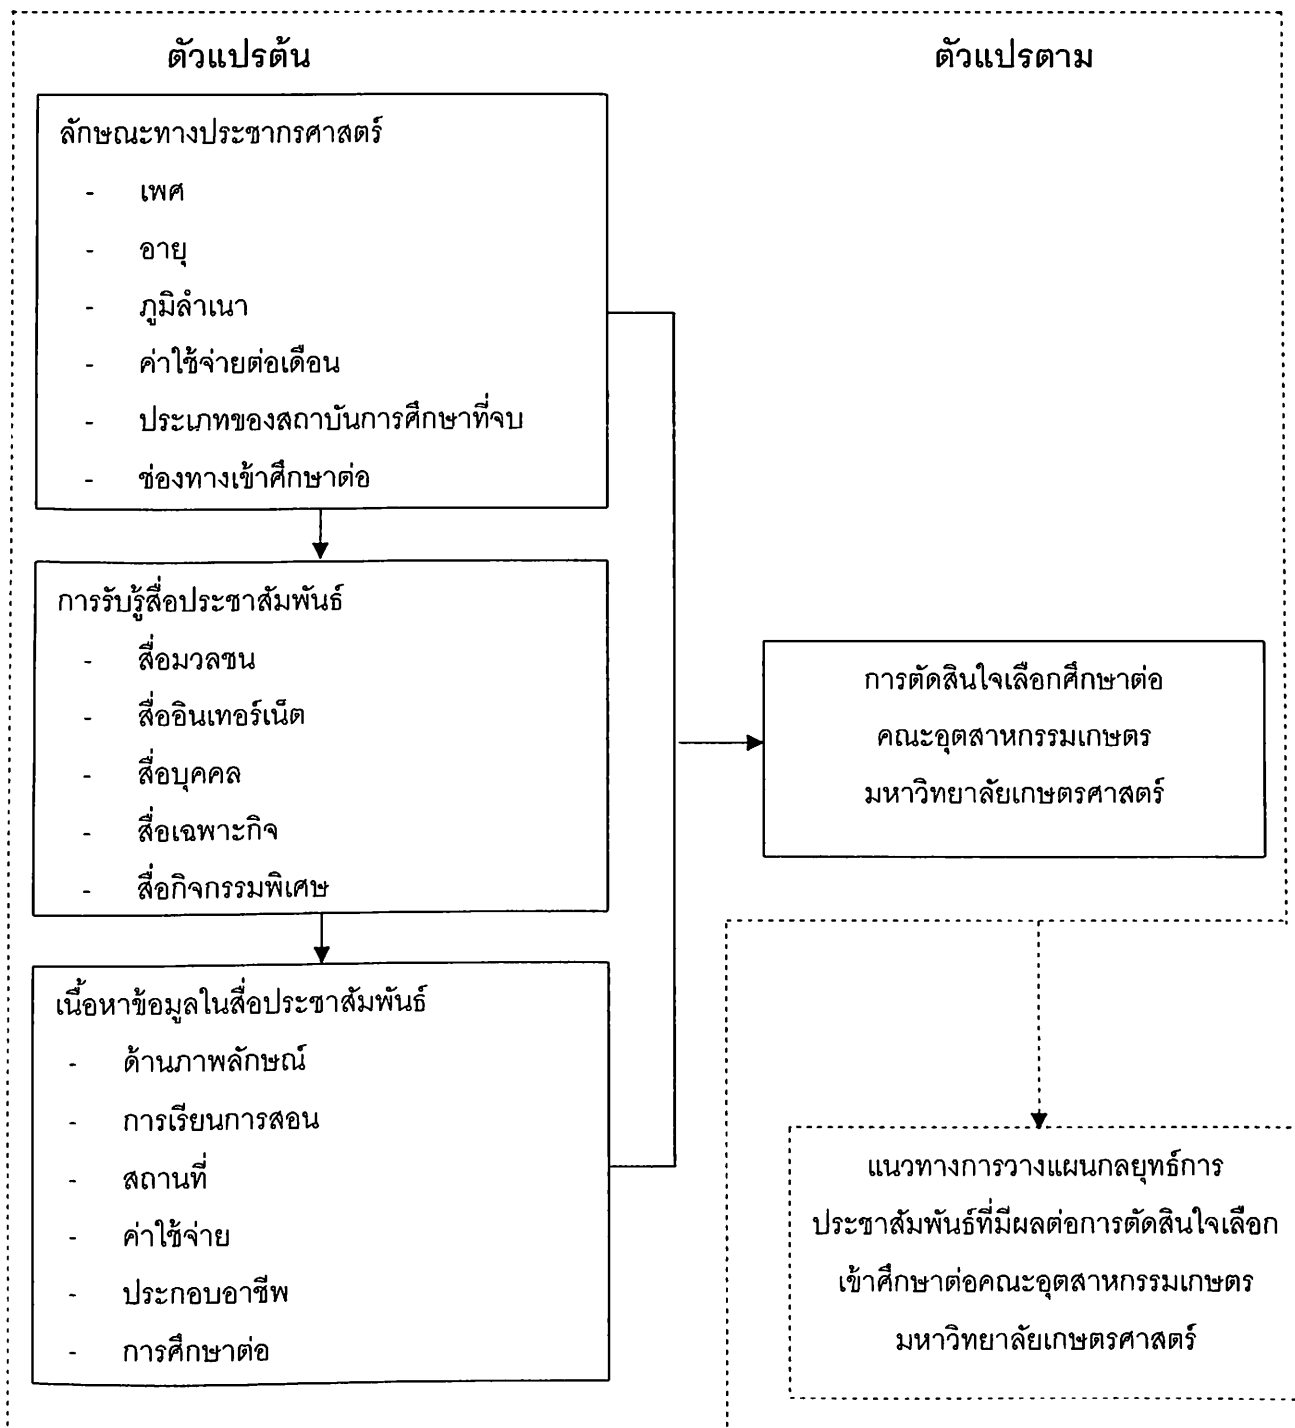 ตัวแปรต้น
ตัวแปรตาม
ลักษณะทางประชากรศาสตร์
- เพศ
- อายุ
- ภูมิลำเนา
- ค่าใช้จ่ายต่อเดือน
- ประเภทของสถาบันการศึกษาที่จบ
- ช่องทางเข้าศึกษาต่อ
การรับรู้สื่อประชาสัมพันธ์
- สื่อมวลชน
- สื่ออินเทอร์เน็ต
- สื่อบุคคล
- สื่อเฉพาะกิจ
- สื่อกิจกรรมพิเศษ
เนื้อหาข้อมูลในสื่อประชาสัมพันธ์
- ด้านภาพลักษณ์
- การเรียนการสอน
- สถานที่
- ค่าใช้จ่าย
- ประกอบอาชีพ
- การศึกษาต่อ
การตัดสินใจเลือกศึกษาต่อ
คณะอุตสาหกรรมเกษตร
มหาวิทยาลัยเกษตรศาสตร์
แนวทางการวางแผนกลยุทธ์การ
ประชาสัมพันธ์ที่มีผลต่อการตัดสินใจเลือก
เข้าศึกษาต่อคณะอุตสาหกรรมเกษตร
มหาวิทยาลัยเกษตรศาสตร์